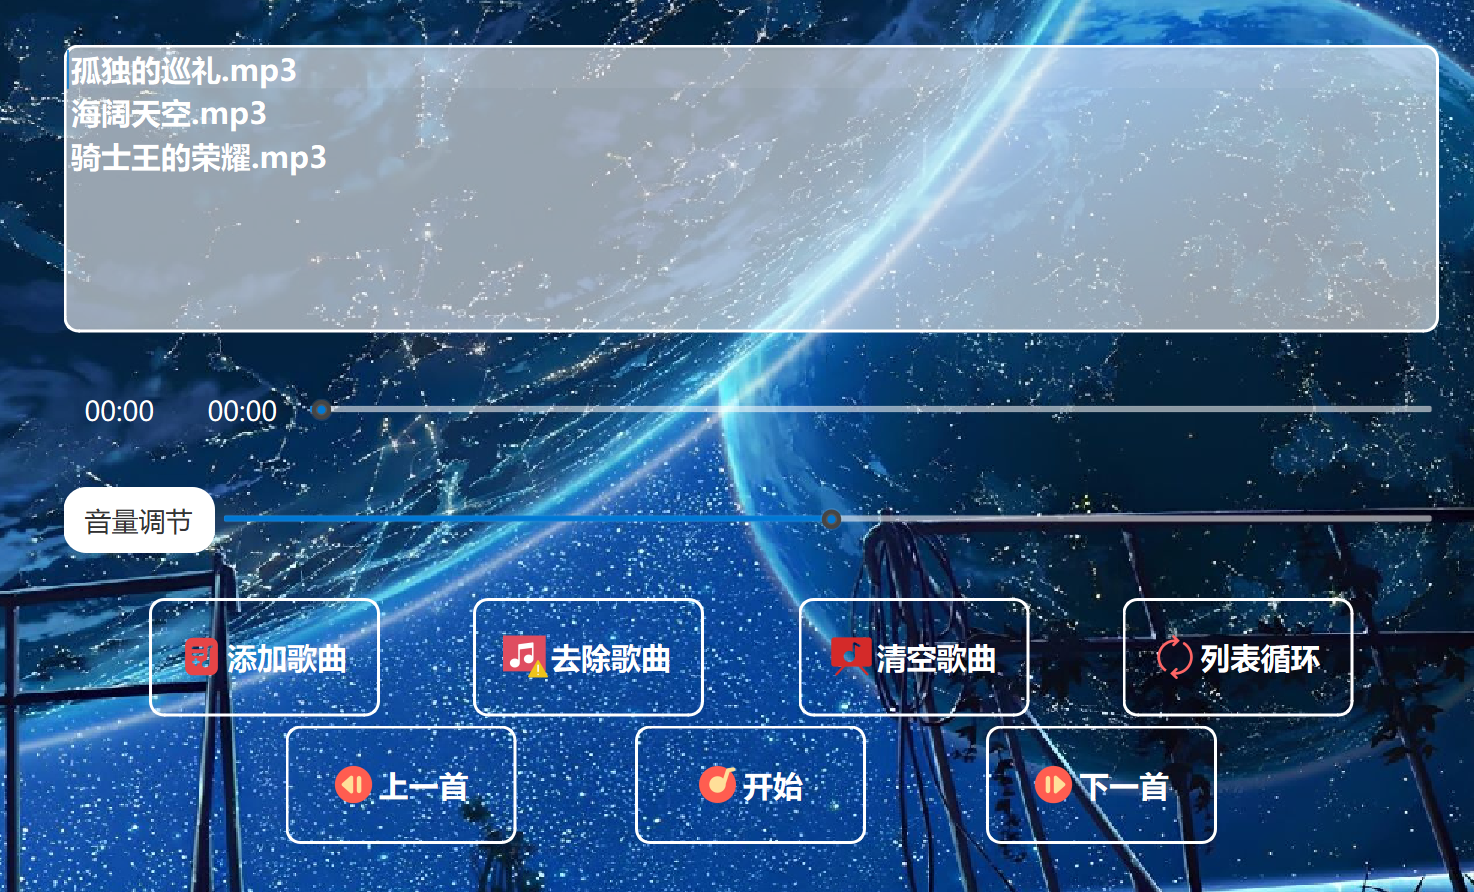 孤独的巡礼.mp3
海阔天空.mp3
骑士王的荣耀.mp3
00:00 00:00
音量调节
添加歌曲 去除歌曲 清空歌曲 列表循环
上一首 开始 下一首